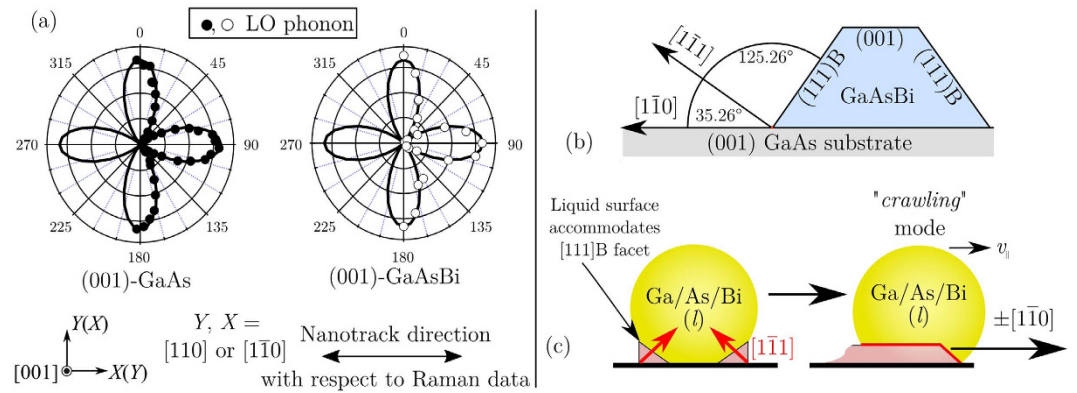 (a)
●, ○ LO phonon
0
45
90
135
180
225
270
315
(001)-GaAs
0
45
90
135
180
225
270
315
(001)-GaAsBi
Y(X)
[001]
X(Y)
Y, X =
[110] or [11̄0]
Nanotrack direction
with respect to Raman data
[11̄1]
125.26°
(001)
(111)B
(111)B
[11̄0]
35.26°
GaAsBi
(b)
(001) GaAs substrate
Liquid surface
accommodates
[111]B facet
"crawling"
mode
v∥
Ga/As/Bi
(l)
Ga/As/Bi
(l)
±[11̄0]
(c)
[11̄1]